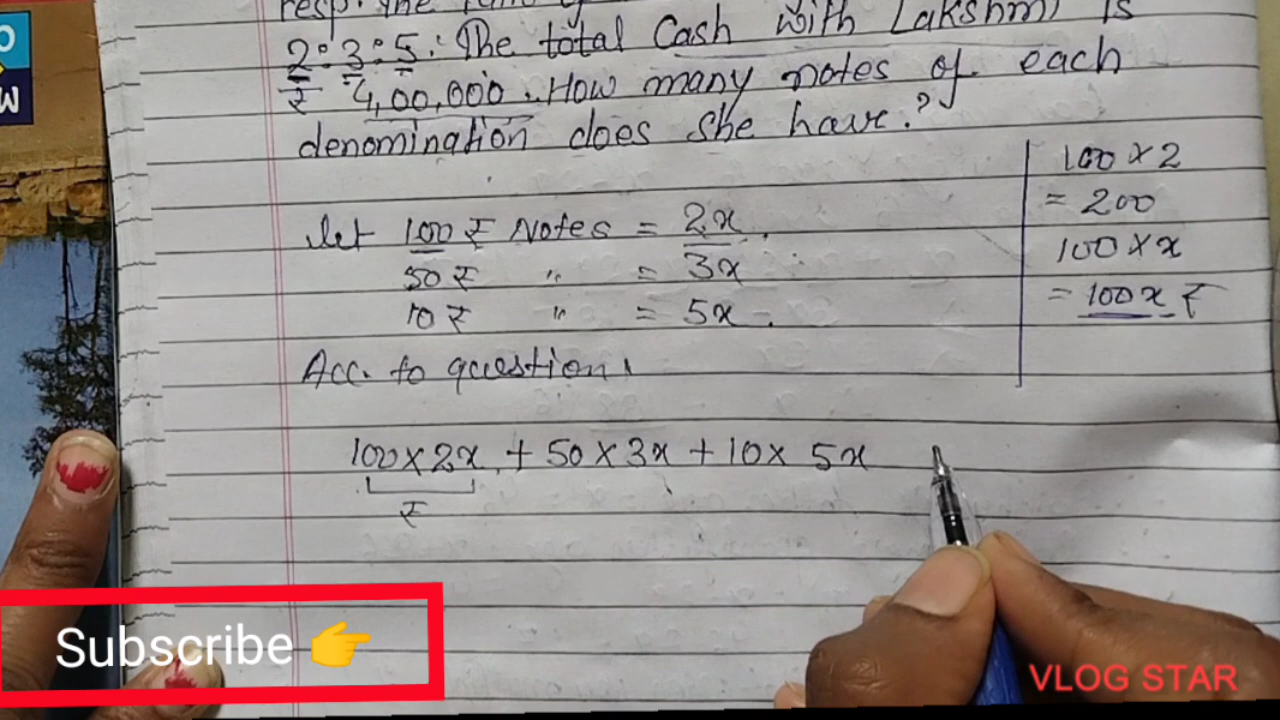 resp. The
2:3:5. The total Cash with Lakshmi is
₹ 4,00,000. How many notes of each
denomination does she have?
let 100 ₹ Notes = 2x.
50 ₹ " = 3x
10 ₹ " = 5x.
Acc. to question,
100 × 2x + 50 × 3x + 10 × 5x
₹
100 × 2
= 200
100 × x
= 100x ₹
Subscribe 👉
VLOG STAR